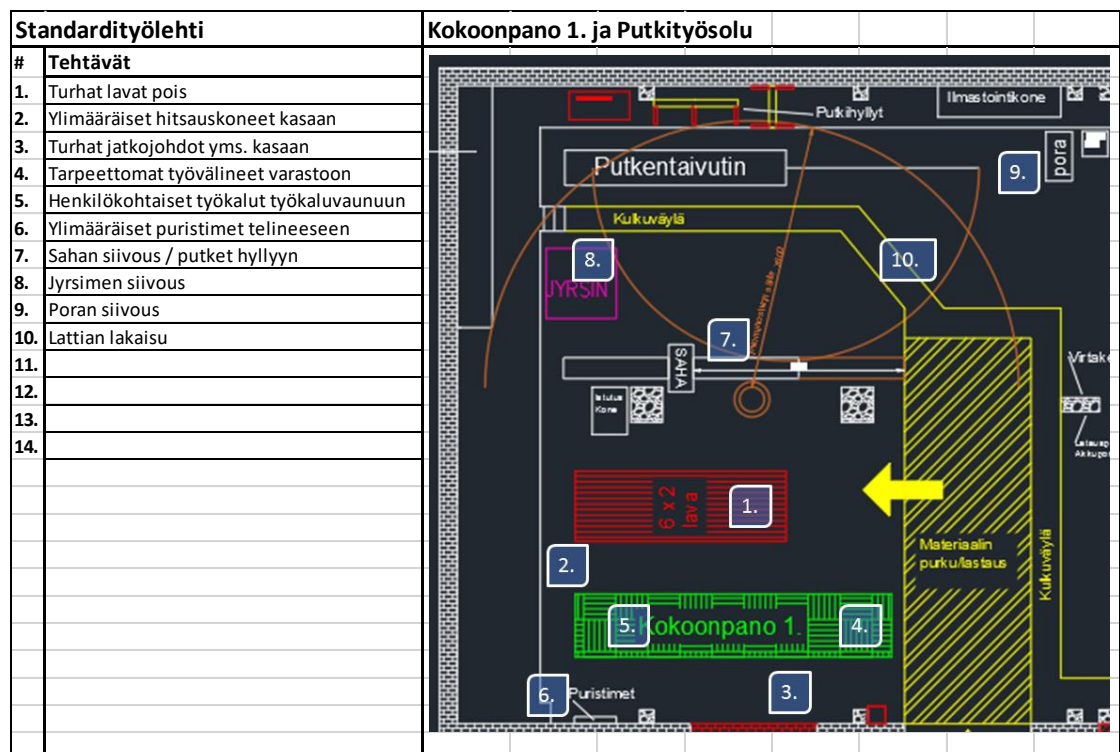 Standardityölehti
Kokoonpano 1. ja Putkityösolu
# Tehtävät
1. Turhat lavat pois
2. Ylimääräiset hitsauskoneet kasaan
3. Turhat jatkojohdot yms. kasaan
4. Tarpeettomat työvälineet varastoon
5. Henkilökohtaiset työkalut työkaluvaunuun
6. Ylimääräiset puristimet telineeseen
7. Sahan siivous / putket hyllyyn
8. Jyrsimen siivous
9. Poran siivous
10. Lattian lakaisu
11.
12.
13.
14.
Ilmastointikone
Putkihyllyt
Putkentaivutin
pora
9.
Kulkuväylä
8.
10.
JYRSIN
7.
SAHA
Virtake
Kone
6 x 2
lava
1.
Materiaalin
purku/lastaus
Kulkuväylä
2.
5.
Kokoonpano 1.
4.
6.
Puristimet
3.